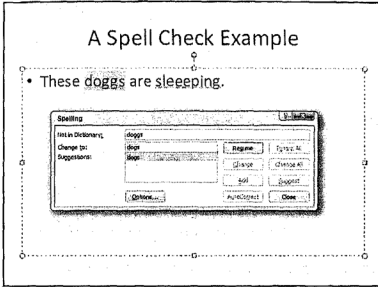 A Spell Check Example
• These doggs are sleeeping.
Spelling
Not in Dictionary: doggs
Change to: dogs
Suggestions: dogs
Resume
Ignore All
Change
Change All
Add
Suggest
Options...
AutoCorrect
Close